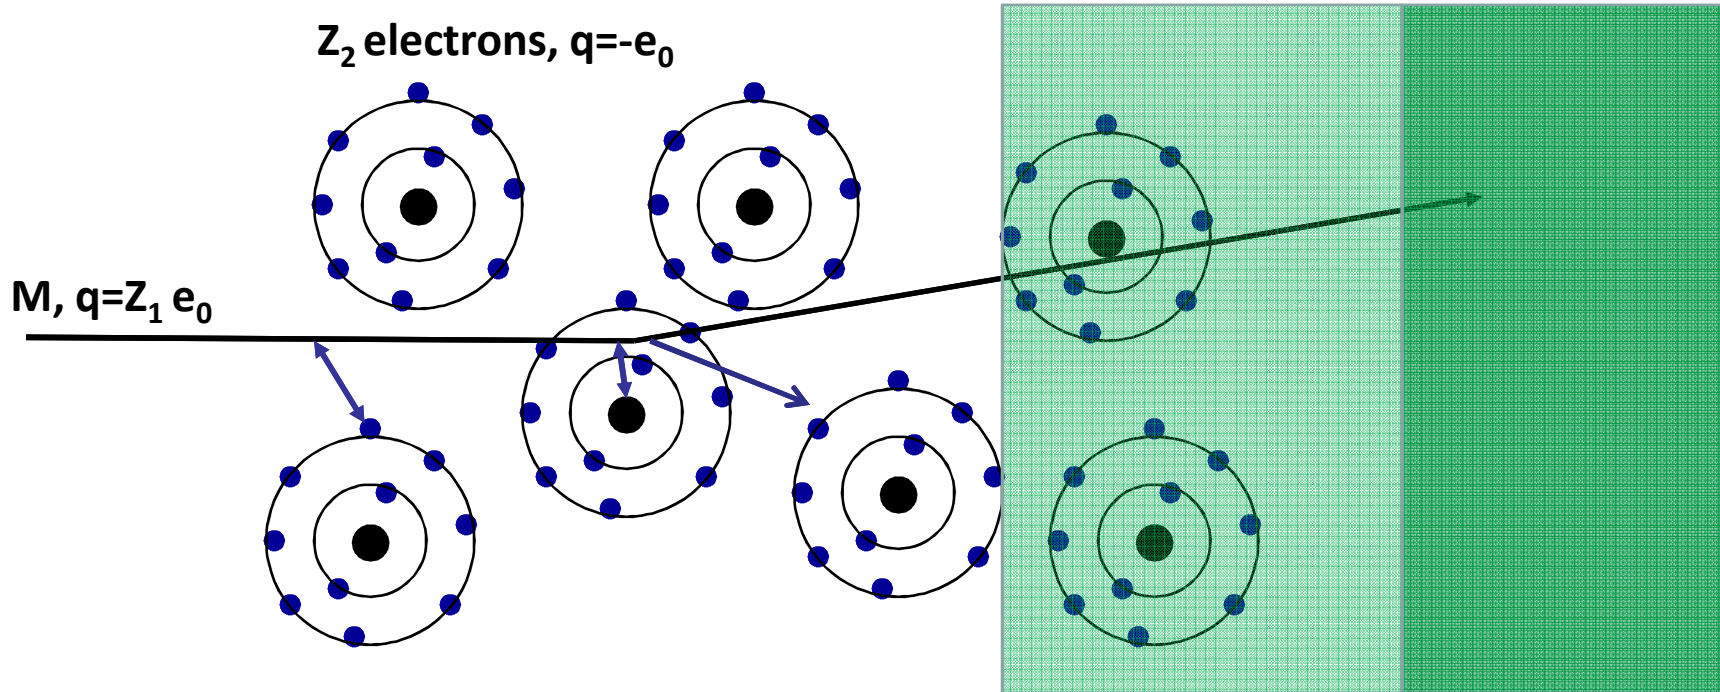 Z₂ electrons, q=-e₀
M, q=Z₁ e₀